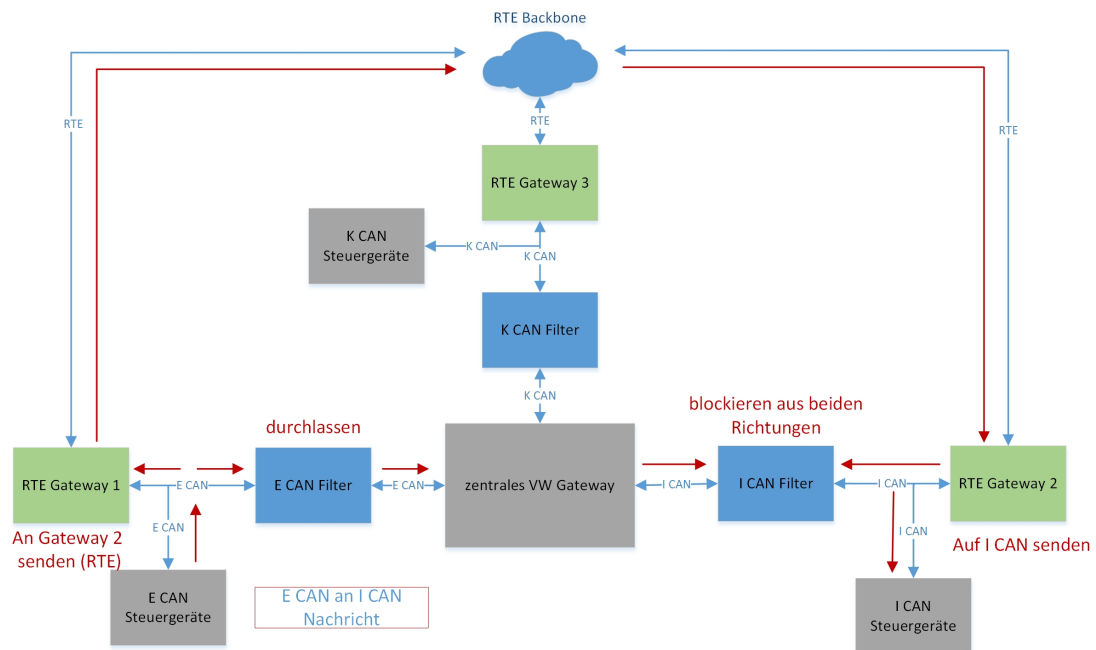 RTE Backbone
RTE
RTE
RTE
RTE Gateway 3
K CAN
Steuergeräte
K CAN
K CAN
K CAN Filter
K CAN
blockieren aus beiden
Richtungen
durchlassen
RTE Gateway 1
E CAN
E CAN Filter
E CAN
zentrales VW Gateway
I CAN
I CAN Filter
I CAN
RTE Gateway 2
An Gateway 2
senden (RTE)
E CAN
I CAN
Auf I CAN senden
E CAN
Steuergeräte
E CAN an I CAN
Nachricht
I CAN
Steuergeräte